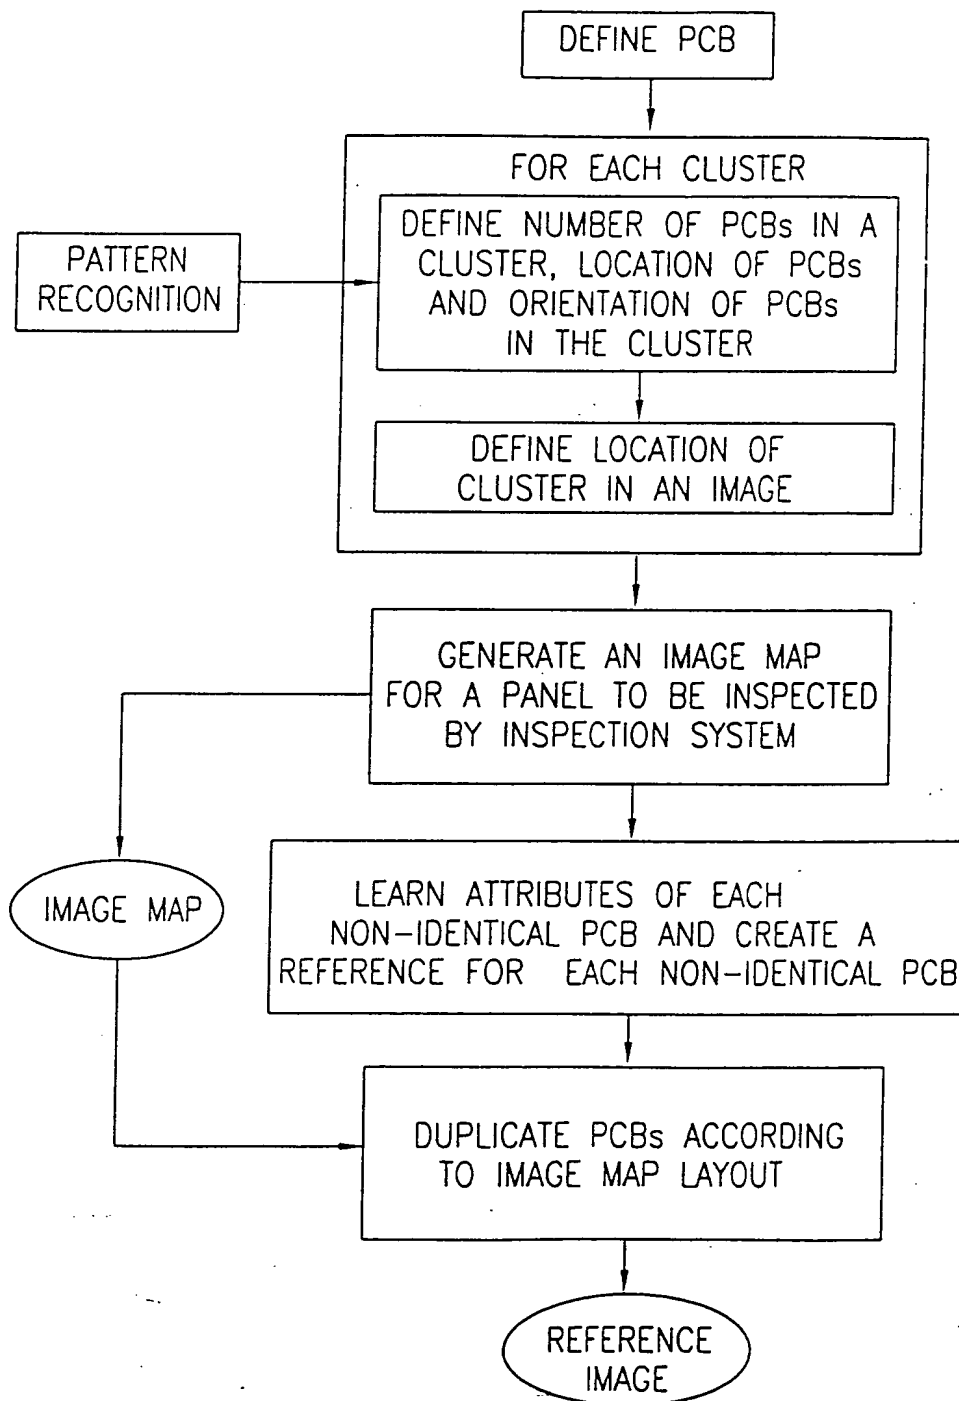 DEFINE PCB
FOR EACH CLUSTER
DEFINE NUMBER OF PCBs IN A
CLUSTER, LOCATION OF PCBs
AND ORIENTATION OF PCBs
IN THE CLUSTER
PATTERN
RECOGNITION
DEFINE LOCATION OF
CLUSTER IN AN IMAGE
GENERATE AN IMAGE MAP
FOR A PANEL TO BE INSPECTED
BY INSPECTION SYSTEM
IMAGE MAP
LEARN ATTRIBUTES OF EACH
NON-IDENTICAL PCB AND CREATE A
REFERENCE FOR EACH NON-IDENTICAL PCB
DUPLICATE PCBs ACCORDING
TO IMAGE MAP LAYOUT
REFERENCE
IMAGE